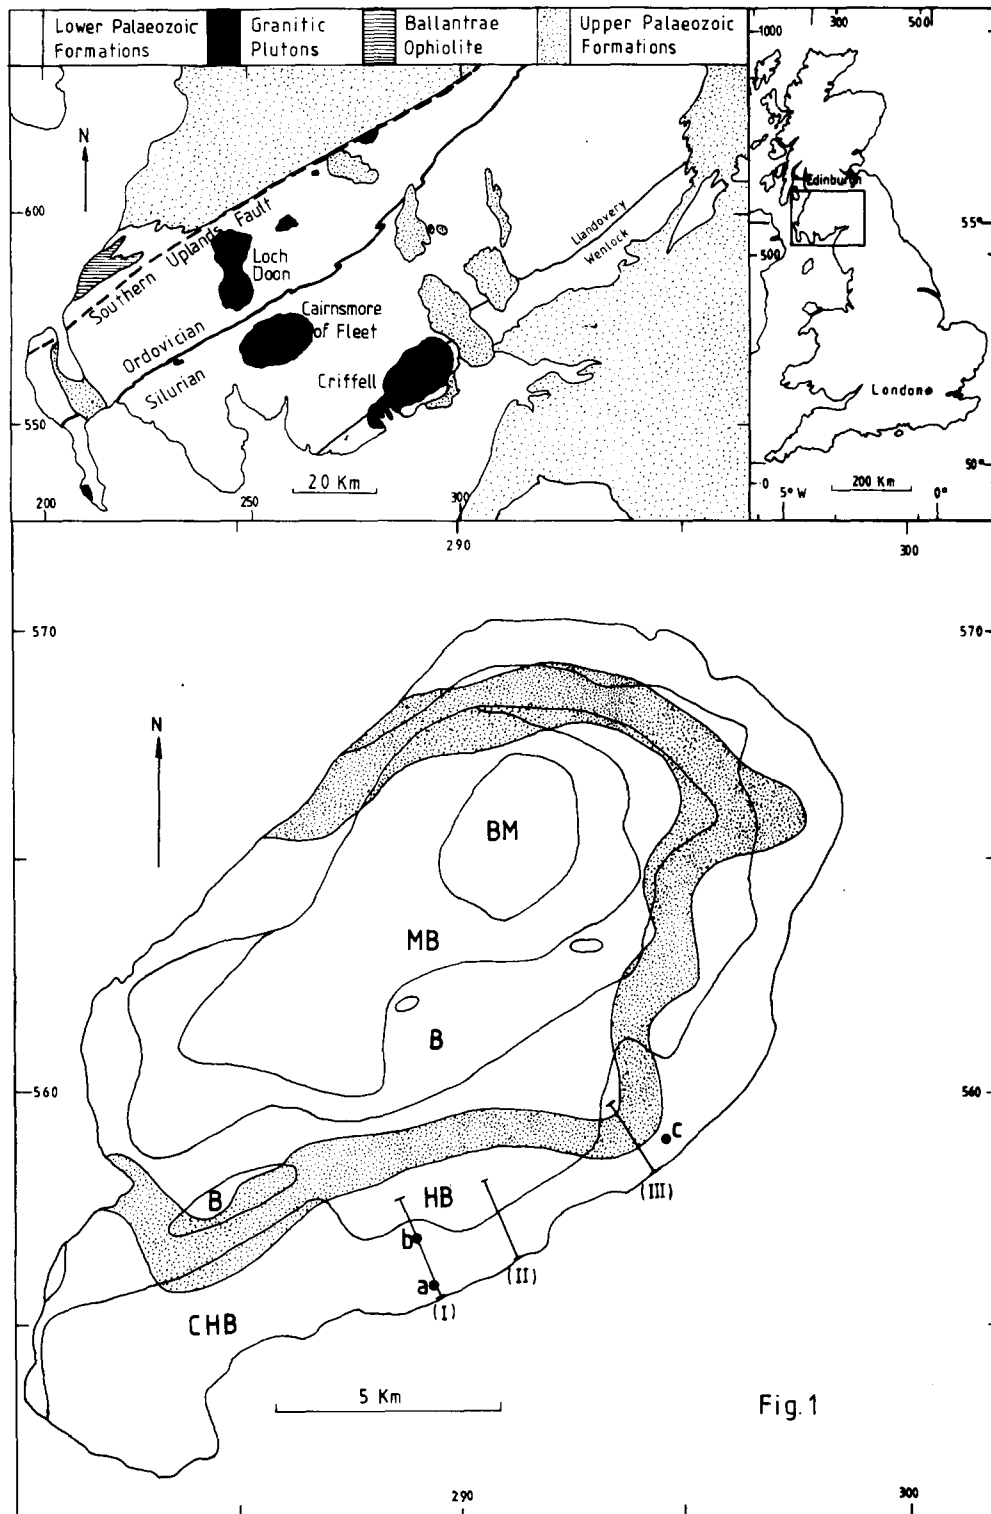 Lower Palaeozoic
Formations
Granitic
Plutons
Ballantrae
Ophiolite
Upper Palaeozoic
Formations
300
500
1000
N
600
Southern Uplands Fault
Loch
Doon
Ordovician
Silurian
Cairnsmore
of Fleet
Criffell
Llandovery
Wenlock
550
20 Km
200
250
300
Edinburgh
55°
500
London
50°
0
5° W
200 Km
0°
290
300
570
570
N
BM
MB
B
560
560
c
B
HB
(III)
b
(II)
a
(I)
CHB
5 Km
Fig.1
290
300